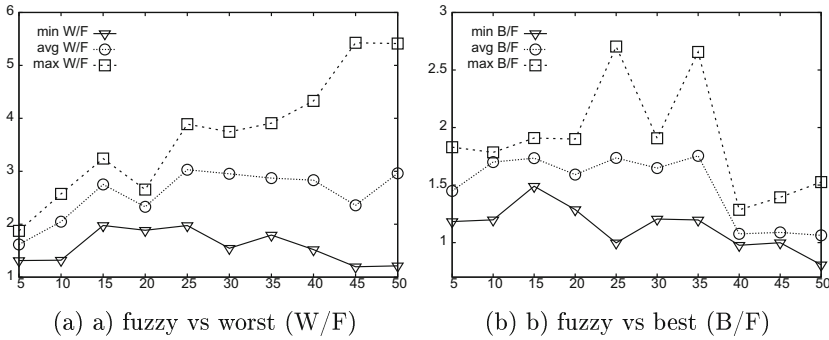 6
5
4
3
2
1
min W/F
avg W/F
max W/F
5 10 15 20 25 30 35 40 45 50
(a) a) fuzzy vs worst (W/F)
3
2.5
2
1.5
1
min B/F
avg B/F
max B/F
5 10 15 20 25 30 35 40 45 50
(b) b) fuzzy vs best (B/F)